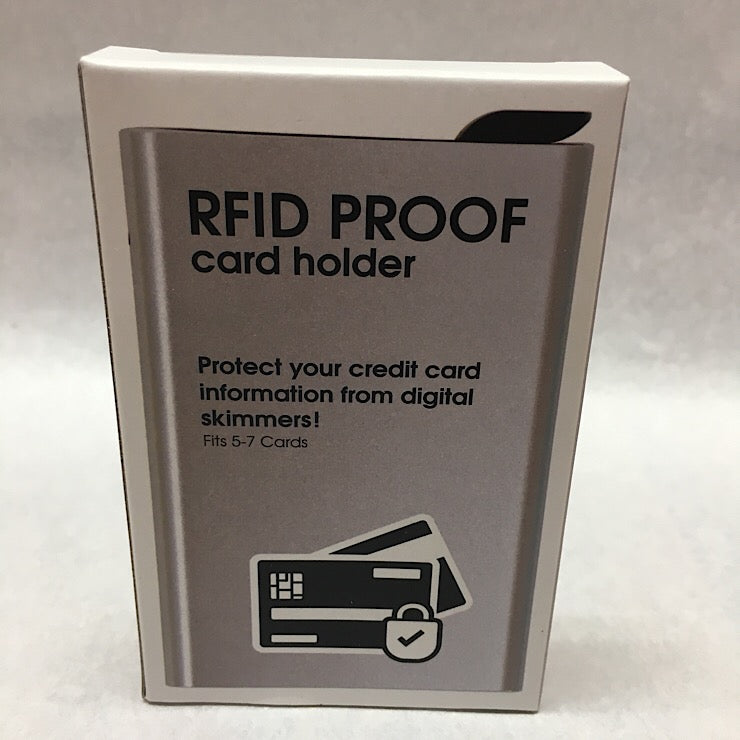 RFID PROOF
card holder
Protect your credit card
information from digital
skimmers!
Fits 5-7 Cards